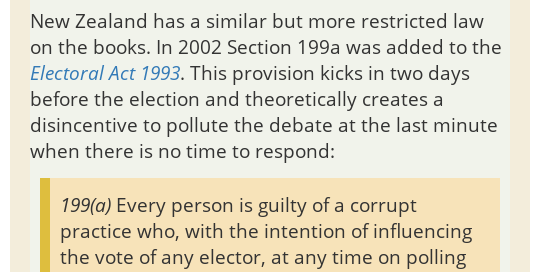 New Zealand has a similar but more restricted law
on the books. In 2002 Section 199a was added to the
Electoral Act 1993. This provision kicks in two days
before the election and theoretically creates a
disincentive to pollute the debate at the last minute
when there is no time to respond:
199(a) Every person is guilty of a corrupt
practice who, with the intention of influencing
the vote of any elector, at any time on polling